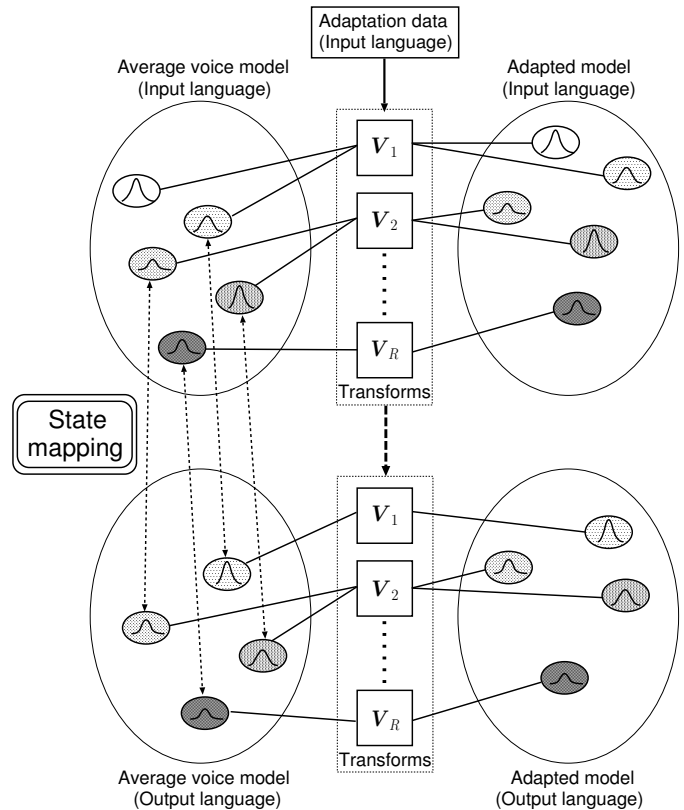 Adaptation data
(Input language)
Average voice model
(Input language)
Adapted model
(Input language)
V1
V2
VR
Transforms
State
mapping
V1
V2
VR
Transforms
Average voice model
(Output language)
Adapted model
(Output language)